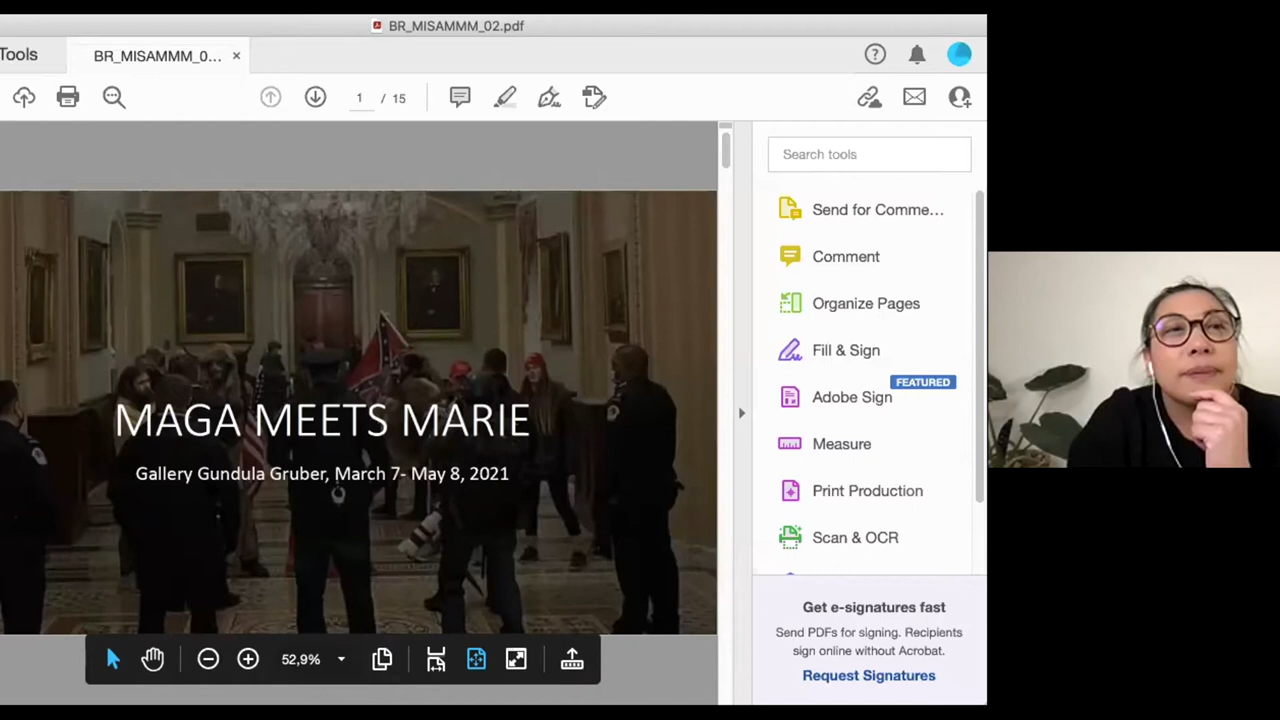 BR_MISAMMM_02.pdf
Tools
BR_MISAMMM_0... ×
1 / 15
Search tools
Send for Comme...
Comment
Organize Pages
Fill & Sign
FEATURED
Adobe Sign
Measure
Print Production
Scan & OCR
MAGA MEETS MARIE
Gallery Gundula Gruber, March 7- May 8, 2021
52,9%
Get e-signatures fast
Send PDFs for signing. Recipients
sign online without Acrobat.
Request Signatures